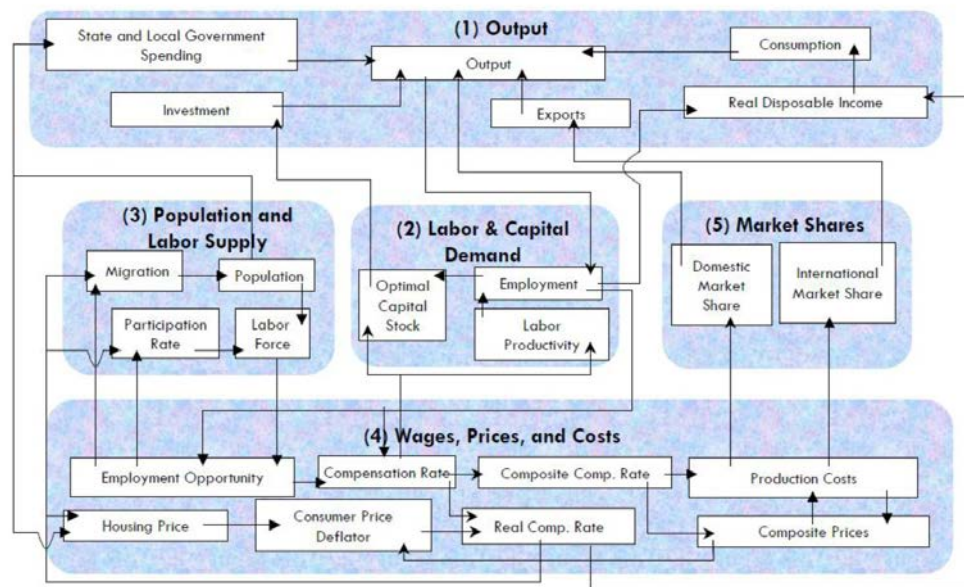 (1) Output
State and Local Government
Spending
Output
Consumption
Investment
Exports
Real Disposable Income
(3) Population and
Labor Supply
Migration
Population
Participation
Rate
Labor
Force
(2) Labor & Capital
Demand
Optimal
Capital
Stock
Employment
Labor
Productivity
(5) Market Shares
Domestic
Market
Share
International
Market Share
(4) Wages, Prices, and Costs
Employment Opportunity
Compensation Rate
Composite Comp. Rate
Production Costs
Housing Price
Consumer Price
Deflator
Real Comp. Rate
Composite Prices